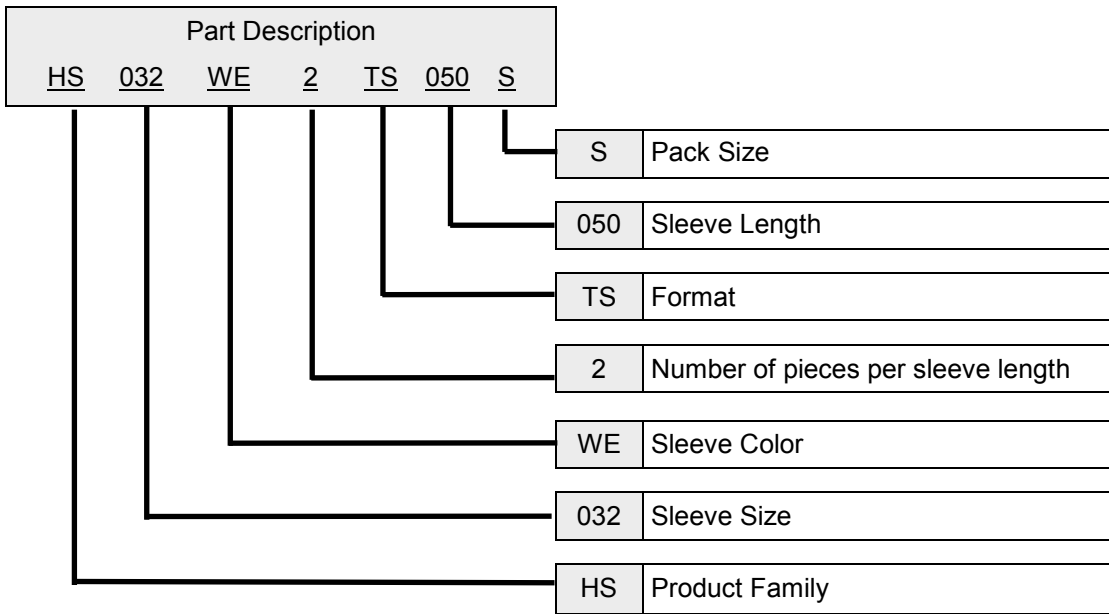 Part Description
HS 032 WE 2 TS 050 S
S Pack Size
050 Sleeve Length
TS Format
2 Number of pieces per sleeve length
WE Sleeve Color
032 Sleeve Size
HS Product Family